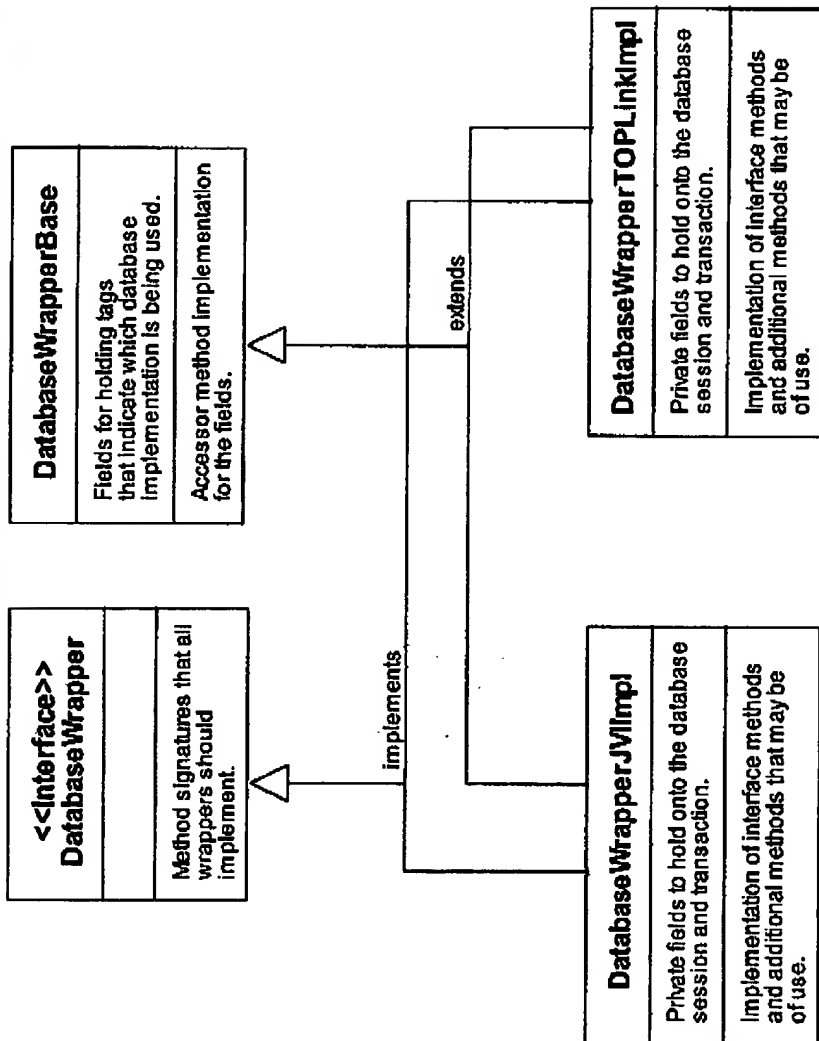 <<Interface>>
DatabaseWrapper
Method signatures that all
wrappers should
implement.
DatabaseWrapperBase
Fields for holding tags
that indicate which database
implementation is being used.
Accessor method implementation
for the fields.
implements
extends
DatabaseWrapperJVIImpl
Private fields to hold onto the database
session and transaction.
Implementation of interface methods
and additional methods that may be
of use.
DatabaseWrapperTOPLinkImpl
Private fields to hold onto the database
session and transaction.
Implementation of interface methods
and additional methods that may be
of use.